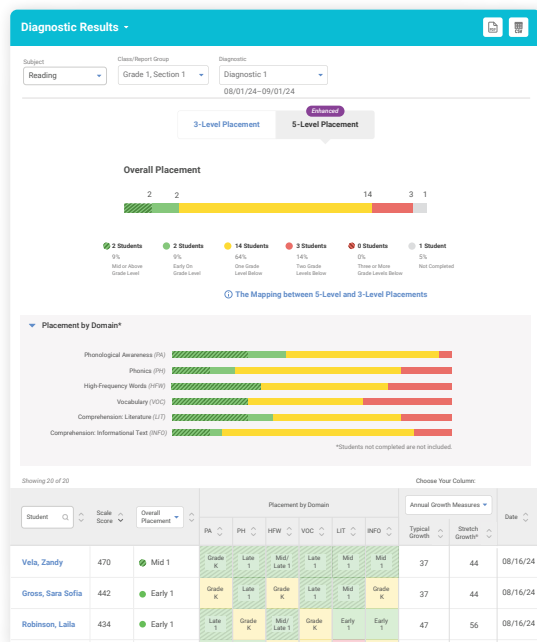 Diagnostic Results
PDF
CSV
Subject
Class/Report Group
Diagnostic
Reading
Grade 1, Section 1
Diagnostic 1
08/01/24–09/01/24
Enhanced
3-Level Placement
5-Level Placement
Overall Placement
2 2 14 3 1
2 Students
2 Students
14 Students
3 Students
0 Students
1 Student
9% 9% 64% 14% 0% 5%
Mid or Above Grade Level
Early On Grade Level
One Grade Level Below
Two Grade Levels Below
Three or More Grade Levels Below
Not Completed
The Mapping between 5-Level and 3-Level Placements
Placement by Domain*
Phonological Awareness (PA)
Phonics (PH)
High-Frequency Words (HFW)
Vocabulary (VOC)
Comprehension: Literature (LIT)
Comprehension: Informational Text (INFO)
*Students not completed are not included.
Showing 20 of 20
Choose Your Column:
Student
Scale Score
Overall Placement
Placement by Domain
Annual Growth Measures
Date
PA PH HFW VOC LIT INFO
Typical Growth
Stretch Growth*
Vela, Zandy 470 Mid 1 Grade K Late 1 Mid/ Late 1 Late 1 Mid 1 Mid 1 37 44 08/16/24
Gross, Sara Sofia 442 Early 1 Grade K Late 1 Grade K Late 1 Mid 1 Grade K 37 44 08/16/24
Robinson, Laila 434 Early 1 Late 1 Grade K Mid/ Late 1 Grade K Early 1 Early 1 47 56 08/16/24